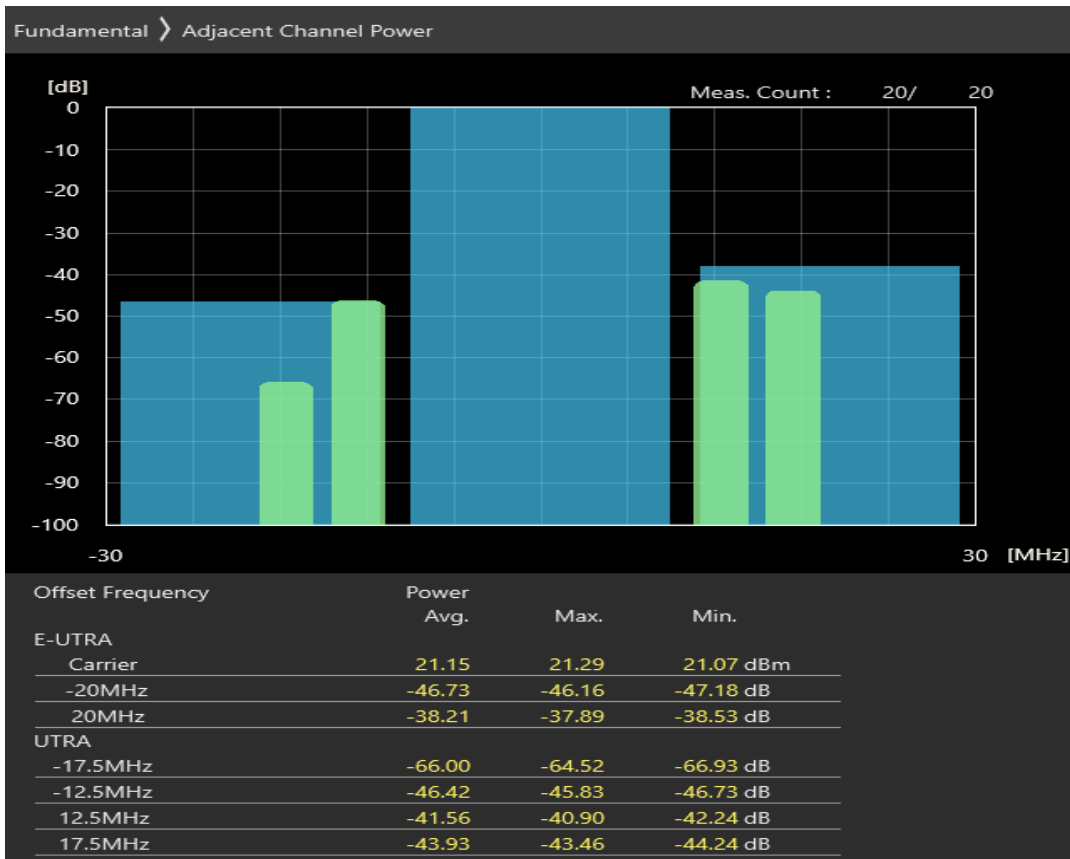 Fundamental 》 Adjacent Channel Power
[dB]
Meas. Count : 20/ 20
0
-10
-20
-30
-40
-50
-60
-70
-80
-90
-100
-30 30 [MHz]
Offset Frequency Power
Avg. Max. Min.
E-UTRA
Carrier 21.15 21.29 21.07 dBm
-20MHz -46.73 -46.16 -47.18 dB
20MHz -38.21 -37.89 -38.53 dB
UTRA
-17.5MHz -66.00 -64.52 -66.93 dB
-12.5MHz -46.42 -45.83 -46.73 dB
12.5MHz -41.56 -40.90 -42.24 dB
17.5MHz -43.93 -43.46 -44.24 dB